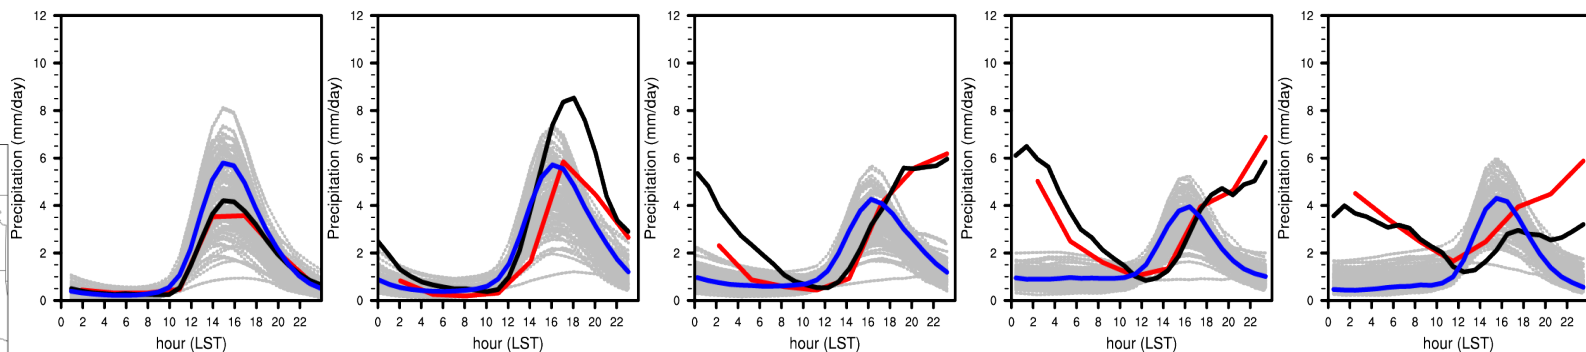 12 12 12 12 12
10 10 10 10 10
8 8 8 8 8
6 6 6 6 6
4 4 4 4 4
2 2 2 2 2
0 0 0 0 0
Precipitation (mm/day) Precipitation (mm/day) Precipitation (mm/day) Precipitation (mm/day) Precipitation (mm/day)
0 2 4 6 8 10 12 14 16 18 20 22 0 2 4 6 8 10 12 14 16 18 20 22 0 2 4 6 8 10 12 14 16 18 20 22 0 2 4 6 8 10 12 14 16 18 20 22 0 2 4 6 8 10 12 14 16 18 20 22
hour (LST) hour (LST) hour (LST) hour (LST) hour (LST)